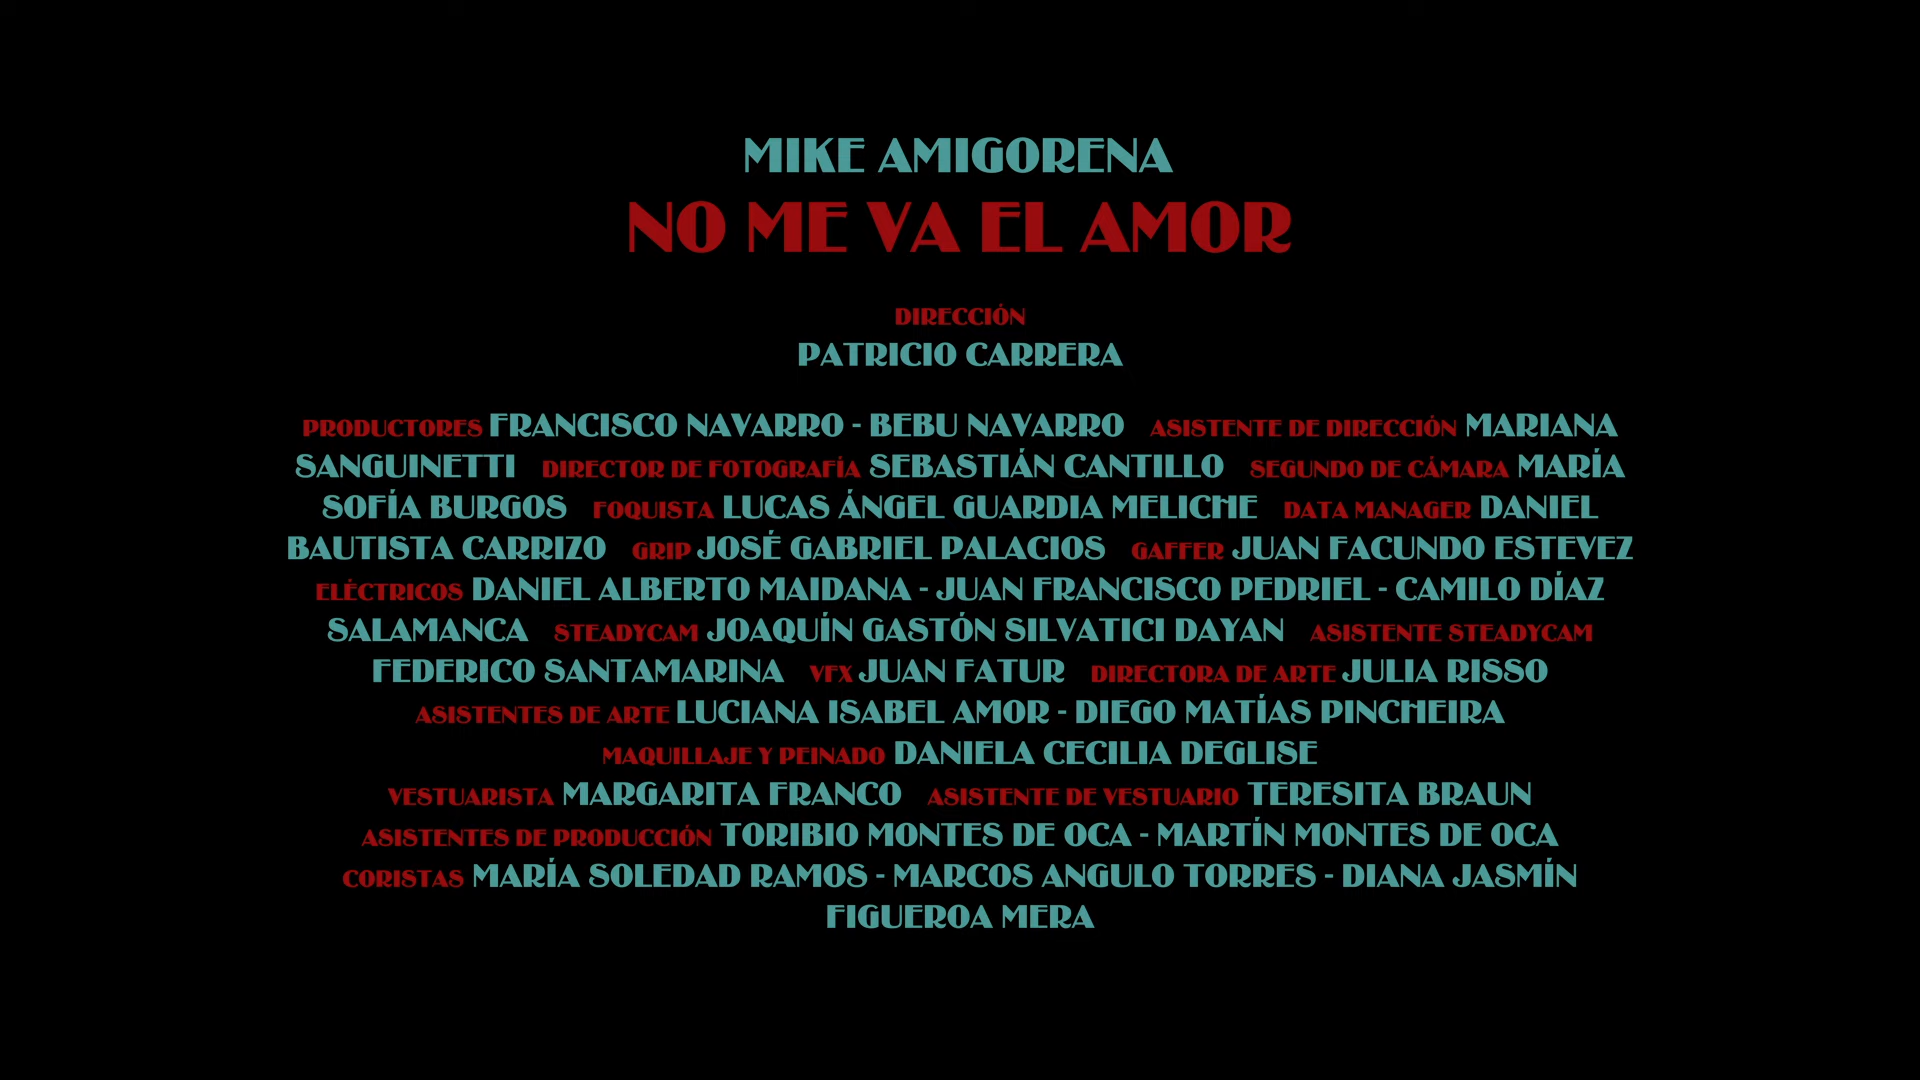 MIKE AMIGORENA
NO ME VA EL AMOR
DIRECCIÓN
PATRICIO CARRERA
PRODUCTORES FRANCISCO NAVARRO - BEBU NAVARRO ASISTENTE DE DIRECCIÓN MARIANA
SANGUINETTI DIRECTOR DE FOTOGRAFÍA SEBASTIÁN CANTILLO SEGUNDO DE CÁMARA MARÍA
SOFÍA BURGOS FOQUISTA LUCAS ÁNGEL GUARDIA MELICHE DATA MANAGER DANIEL
BAUTISTA CARRIZO GRIP JOSÉ GABRIEL PALACIOS GAFFER JUAN FACUNDO ESTEVEZ
ELÉCTRICOS DANIEL ALBERTO MAIDANA - JUAN FRANCISCO PEDRIEL - CAMILO DÍAZ
SALAMANCA STEADYCAM JOAQUÍN GASTÓN SILVATICI DAYAN ASISTENTE STEADYCAM
FEDERICO SANTAMARINA VFX JUAN FATUR DIRECTORA DE ARTE JULIA RISSO
ASISTENTES DE ARTE LUCIANA ISABEL AMOR - DIEGO MATÍAS PINCHEIRA
MAQUILLAJE Y PEINADO DANIELA CECILIA DEGLISE
VESTUARISTA MARGARITA FRANCO ASISTENTE DE VESTUARIO TERESITA BRAUN
ASISTENTES DE PRODUCCIÓN TORIBIO MONTES DE OCA - MARTÍN MONTES DE OCA
CORISTAS MARÍA SOLEDAD RAMOS - MARCOS ANGULO TORRES - DIANA JASMÍN
FIGUEROA MERA